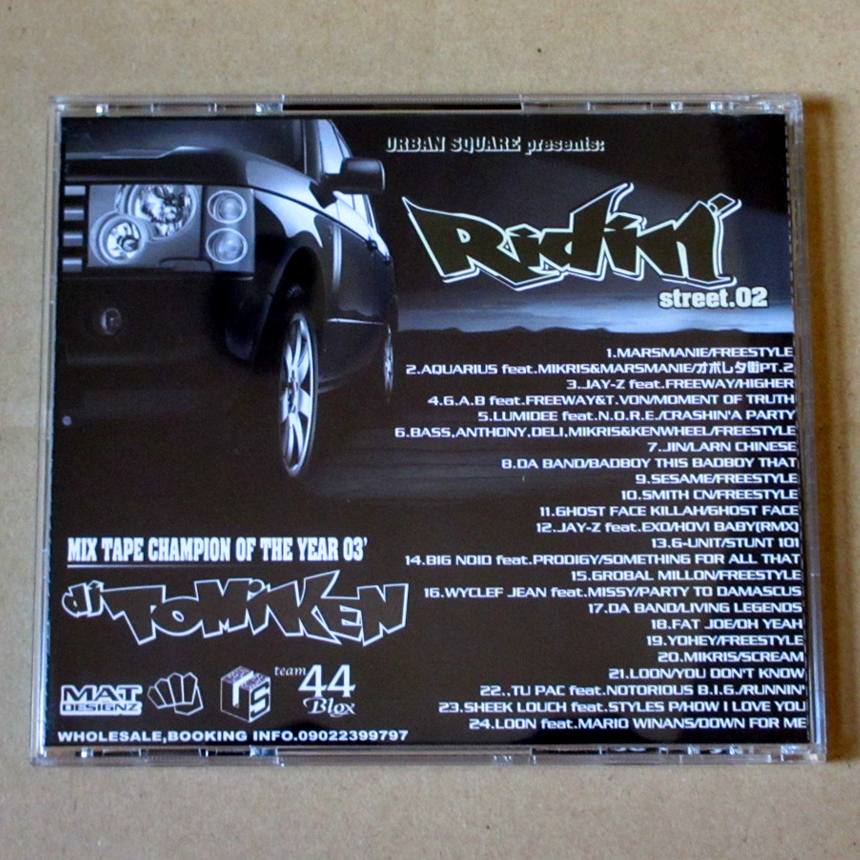 URBAN SQUARE presents:
Ridin'
street.02
1.MARSMANIE/FREESTYLE
2.AQUARIUS feat.MIKRIS&MARSMANIE/オボレタ街PT.2
3.JAY-Z feat.FREEWAY/HIGHER
4.G.A.B feat.FREEWAY&T.VON/MOMENT OF TRUTH
5.LUMIDEE feat.N.O.R.E./CRASHIN'A PARTY
6.BASS,ANTHONY,DELI,MIKRIS&KENWHEEL/FREESTYLE
7.JIN/LARN CHINESE
8.DA BAND/BADBOY THIS BADBOY THAT
9.SESAME/FREESTYLE
10.SMITH CN/FREESTYLE
11.GHOST FACE KILLAH/GHOST FACE
12.JAY-Z feat.EXO/HOVI BABY(RMX)
13.G-UNIT/STUNT 101
14.BIG NOID feat.PRODIGY/SOMETHING FOR ALL THAT
15.GROBAL MILLON/FREESTYLE
16.WYCLEF JEAN feat.MISSY/PARTY TO DAMASCUS
17.DA BAND/LIVING LEGENDS
18.FAT JOE/OH YEAH
19.YOHEY/FREESTYLE
20.MIKRIS/SCREAM
21.LOON/YOU DON'T KNOW
22..TU PAC feat.NOTORIOUS B.I.G./RUNNIN'
23.SHEEK LOUCH feat.STYLES P/HOW I LOVE YOU
24.LOON feat.MARIO WINANS/DOWN FOR ME
MIX TAPE CHAMPION OF THE YEAR 03'
dj TOMIKEN
MAT
DESIGNZ
US
team 44
Blox
WHOLESALE,BOOKING INFO.09022399797